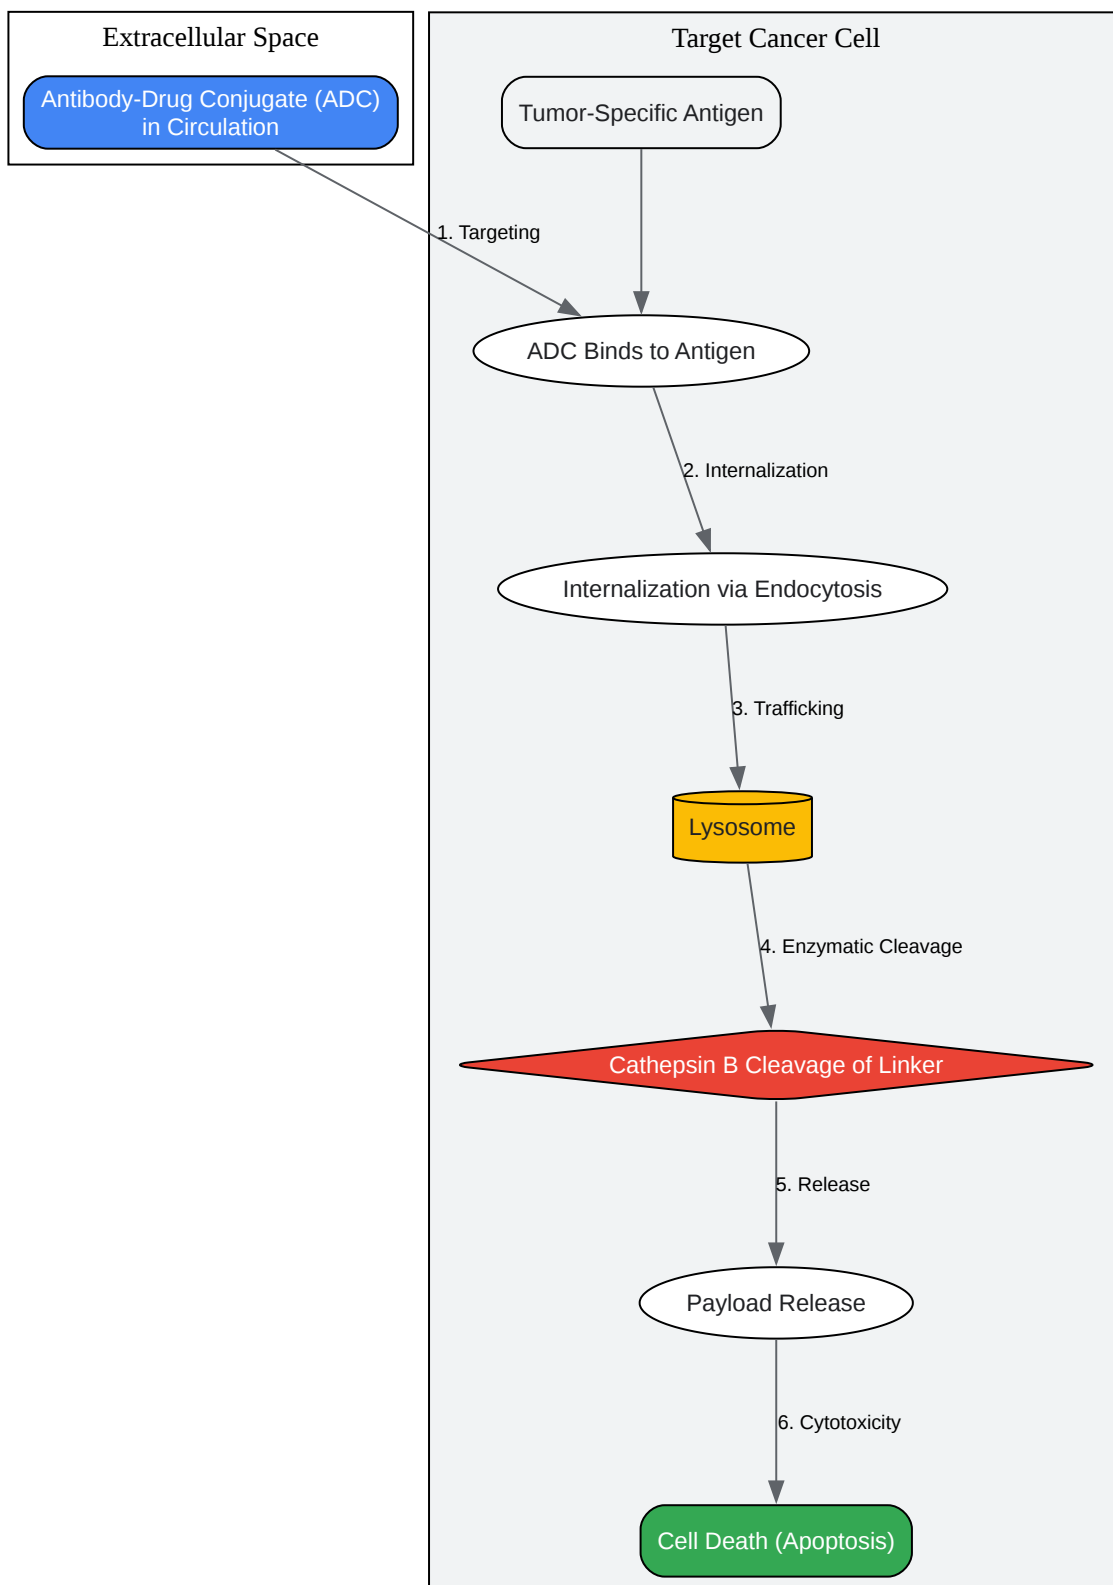 Extracellular Space
Antibody-Drug Conjugate (ADC)
in Circulation
Target Cancer Cell
Tumor-Specific Antigen
1. Targeting
ADC Binds to Antigen
2. Internalization
Internalization via Endocytosis
3. Trafficking
Lysosome
4. Enzymatic Cleavage
Cathepsin B Cleavage of Linker
5. Release
Payload Release
6. Cytotoxicity
Cell Death (Apoptosis)